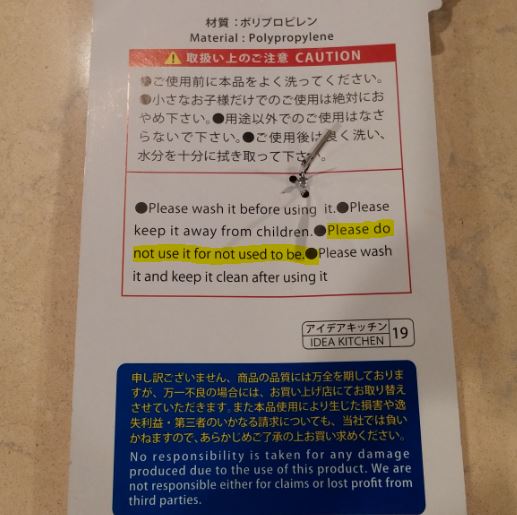 材質：ポリプロピレン
Material : Polypropylene
取扱い上のご注意 CAUTION
●ご使用前に本品をよく洗ってください。
●小さなお子様だけでのご使用は絶対にお
やめ下さい。●用途以外でのご使用はなさ
らないで下さい。●ご使用後は良く洗い、
水分を十分に拭き取って下さい。
●Please wash it before using it.●Please
keep it away from children.●Please do
not use it for not used to be.●Please wash
it and keep it clean after using it
アイデアキッチン 19
IDEA KITCHEN
申し訳ございません、商品の品質には万全を期しておりま
すが、万一不良の場合には、お買い上げ店にてお取り替え
させていただきます。また本品使用により生じた損害や逸
失利益・第三者のいかなる請求についても、当社では負い
かねますので、あらかじめご了承の上お買い求めください。
No responsibility is taken for any damage
produced due to the use of this product. We are
not responsible either for claims or lost profit from
third parties.